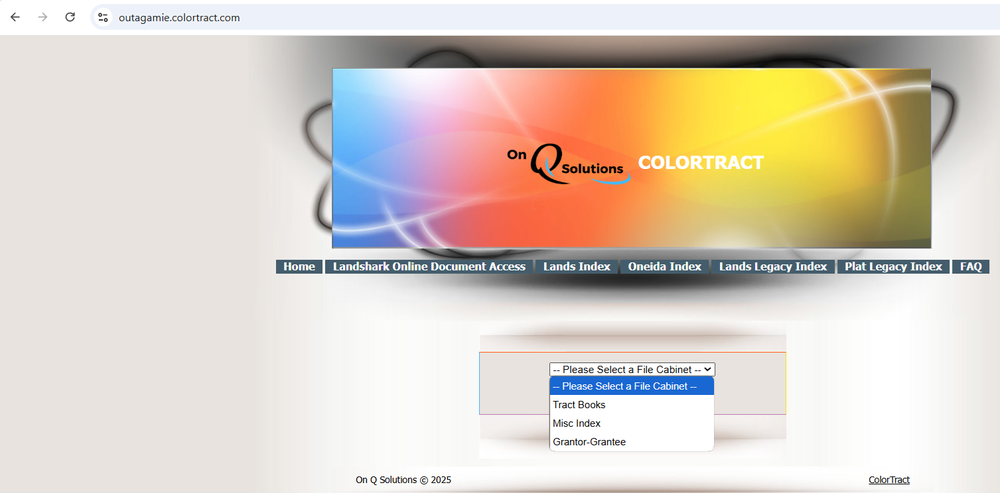 outagamie.colortract.com
On Q Solutions COLORTRACT
Home Landshark Online Document Access Lands Index Oneida Index Lands Legacy Index Plat Legacy Index FAQ
-- Please Select a File Cabinet --
-- Please Select a File Cabinet --
Tract Books
Misc Index
Grantor-Grantee
On Q Solutions © 2025 ColorTract